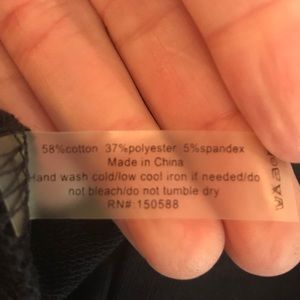 58%cotton 37%polyester 5%spandex
Made in China
Hand wash cold/low cool iron if needed/do
not bleach/do not tumble dry
RN#: 150588